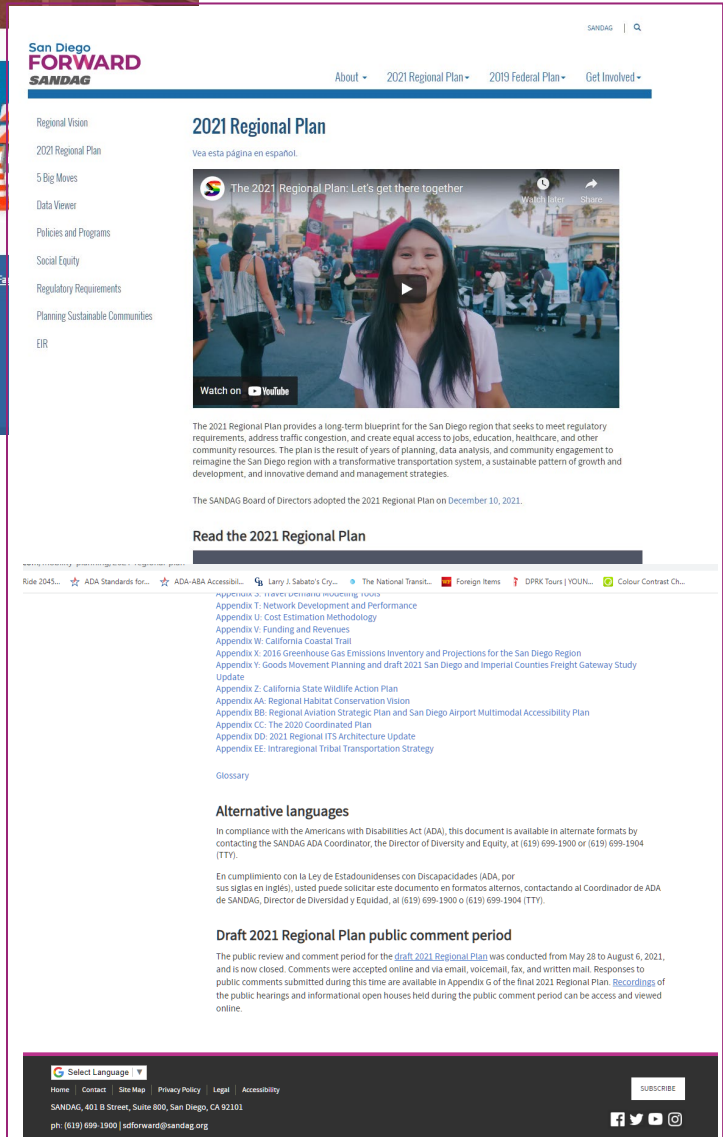 SANDAG
San Diego
FORWARD
SANDAG
About
2021 Regional Plan
2019 Federal Plan
Get Involved
Regional Vision
2021 Regional Plan
5 Big Moves
Data Viewer
Policies and Programs
Social Equity
Regulatory Requirements
Planning Sustainable Communities
EIR
2021 Regional Plan
Vea esta página en español.
The 2021 Regional Plan: Let's get there together
Watch later
Share
Watch on YouTube
The 2021 Regional Plan provides a long-term blueprint for the San Diego region that seeks to meet regulatory
requirements, address traffic congestion, and create equal access to jobs, education, healthcare, and other
community resources. The plan is the result of years of planning, data analysis, and community engagement to
reimagine the San Diego region with a transformative transportation system, a sustainable pattern of growth and
development, and innovative demand and management strategies.
The SANDAG Board of Directors adopted the 2021 Regional Plan on December 10, 2021.
Read the 2021 Regional Plan
Ride 2045... ADA Standards for... ADA-ABA Accessibil... Larry J. Sabato's Cry... The National Transit... Foreign Items DPRK Tours | YOUN... Colour Contrast Ch...
Appendix S: Travel Demand Modeling Tools
Appendix T: Network Development and Performance
Appendix U: Cost Estimation Methodology
Appendix V: Funding and Revenues
Appendix W: California Coastal Trail
Appendix X: 2016 Greenhouse Gas Emissions Inventory and Projections for the San Diego Region
Appendix Y: Goods Movement Planning and draft 2021 San Diego and Imperial Counties Freight Gateway Study
Update
Appendix Z: California State Wildlife Action Plan
Appendix AA: Regional Habitat Conservation Vision
Appendix BB: Regional Aviation Strategic Plan and San Diego Airport Multimodal Accessibility Plan
Appendix CC: The 2020 Coordinated Plan
Appendix DD: 2021 Regional ITS Architecture Update
Appendix EE: Intraregional Tribal Transportation Strategy
Glossary
Alternative languages
In compliance with the Americans with Disabilities Act (ADA), this document is available in alternate formats by
contacting the SANDAG ADA Coordinator, the Director of Diversity and Equity, at (619) 699-1900 or (619) 699-1904
(TTY).
En cumplimiento con la Ley de Estadounidenses con Discapacidades (ADA, por
sus siglas en inglés), usted puede solicitar este documento en formatos alternos, contactando al Coordinador de ADA
de SANDAG, Director de Diversidad y Equidad, al (619) 699-1900 o (619) 699-1904 (TTY).
Draft 2021 Regional Plan public comment period
The public review and comment period for the draft 2021 Regional Plan was conducted from May 28 to August 6, 2021,
and is now closed. Comments were accepted online and via email, voicemail, fax, and written mail. Responses to
public comments submitted during this time are available in Appendix G of the final 2021 Regional Plan. Recordings of
the public hearings and informational open houses held during the public comment period can be access and viewed
online.
Select Language
Home | Contact | Site Map | Privacy Policy | Legal | Accessibility
SUBSCRIBE
SANDAG, 401 B Street, Suite 800, San Diego, CA 92101
ph: (619) 699-1900 | sdforward@sandag.org